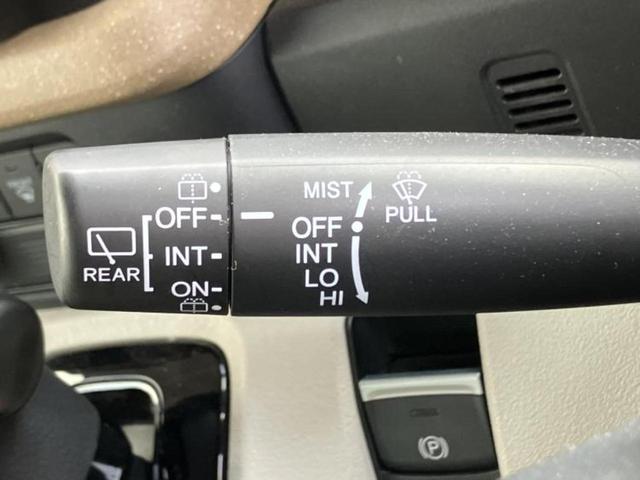 OFF
INT
ON
REAR
MIST
OFF
INT
LO
HI
PULL
P